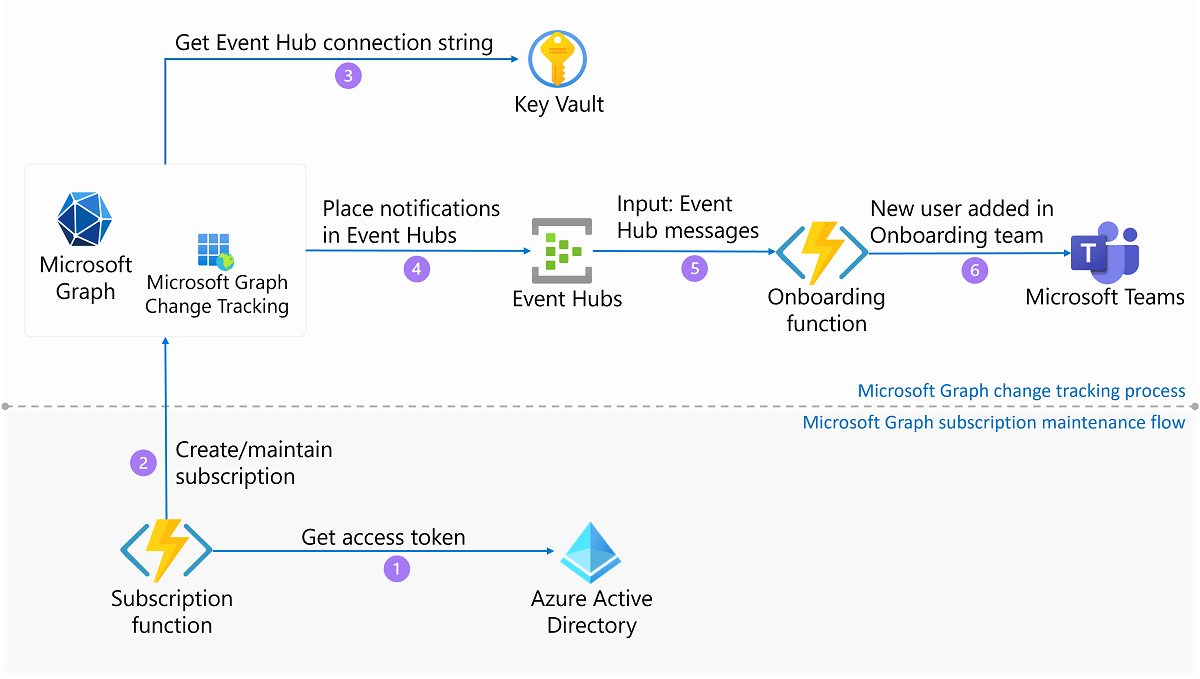 Get Event Hub connection string
3
Key Vault
Microsoft
Graph
Microsoft Graph
Change Tracking
Place notifications
in Event Hubs
4
Event Hubs
Input: Event
Hub messages
5
Onboarding
function
New user added in
Onboarding team
6
T
Microsoft Teams
Microsoft Graph change tracking process
Microsoft Graph subscription maintenance flow
2
Create/maintain
subscription
Subscription
function
Get access token
1
Azure Active
Directory